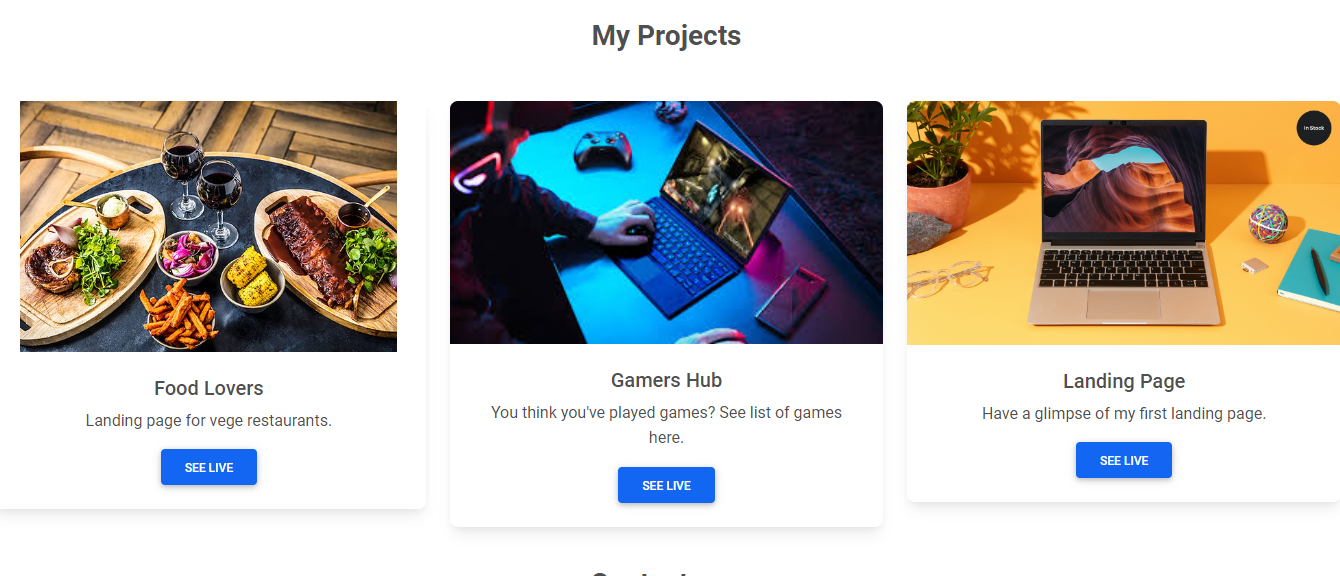 My Projects
In Stock
Food Lovers
Landing page for vege restaurants.
SEE LIVE
Gamers Hub
You think you've played games? See list of games
here.
SEE LIVE
Landing Page
Have a glimpse of my first landing page.
SEE LIVE